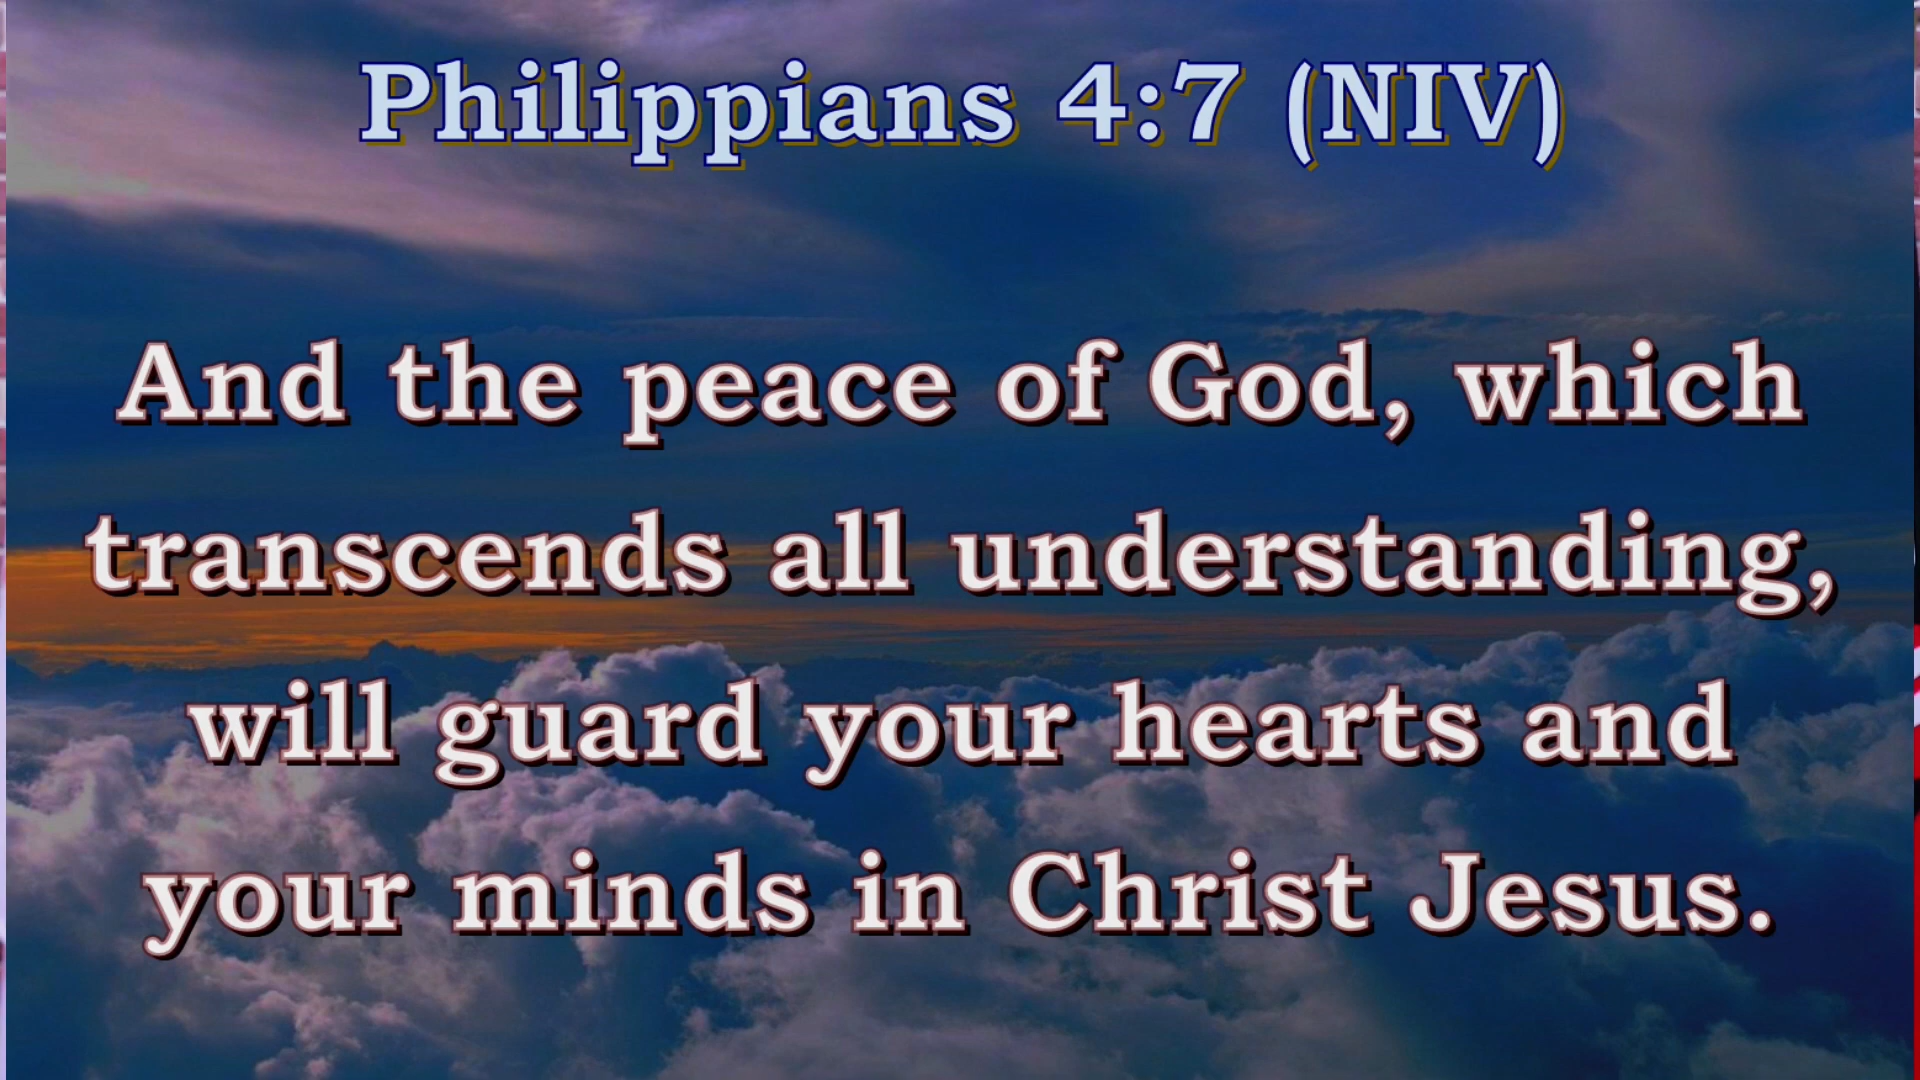 Philippians 4:7 (NIV)
And the peace of God, which
transcends all understanding,
will guard your hearts and
your minds in Christ Jesus.